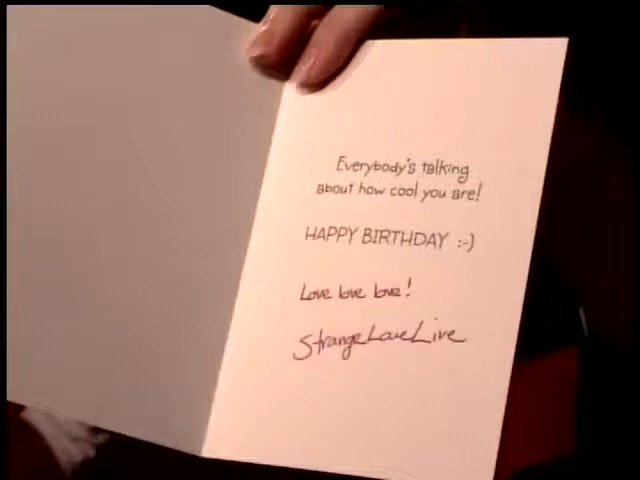 Everybody's talking
about how cool you are!
HAPPY BIRTHDAY :-)
Love love love!
StrangeLoveLive